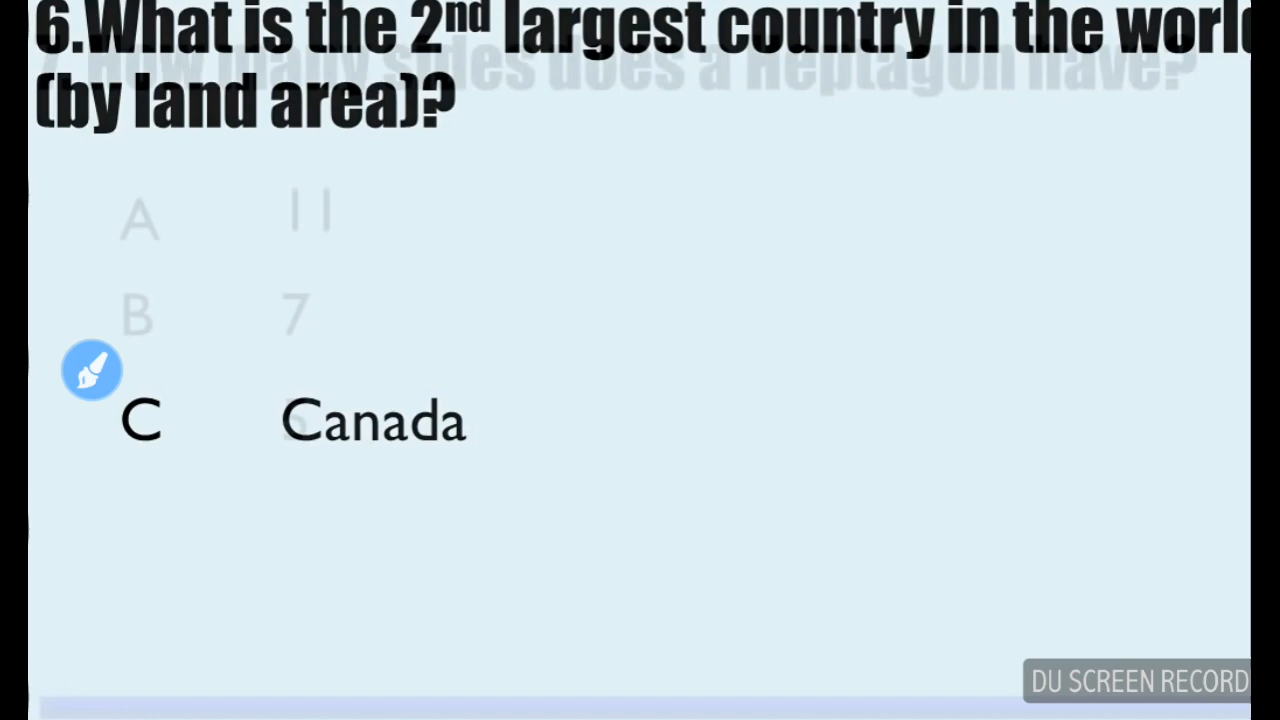 6.What is the 2nd largest country in the worl
7.How many sides does a Heptagon have?
(by land area)?
A 11
B 7
C Canada
DU SCREEN RECORD